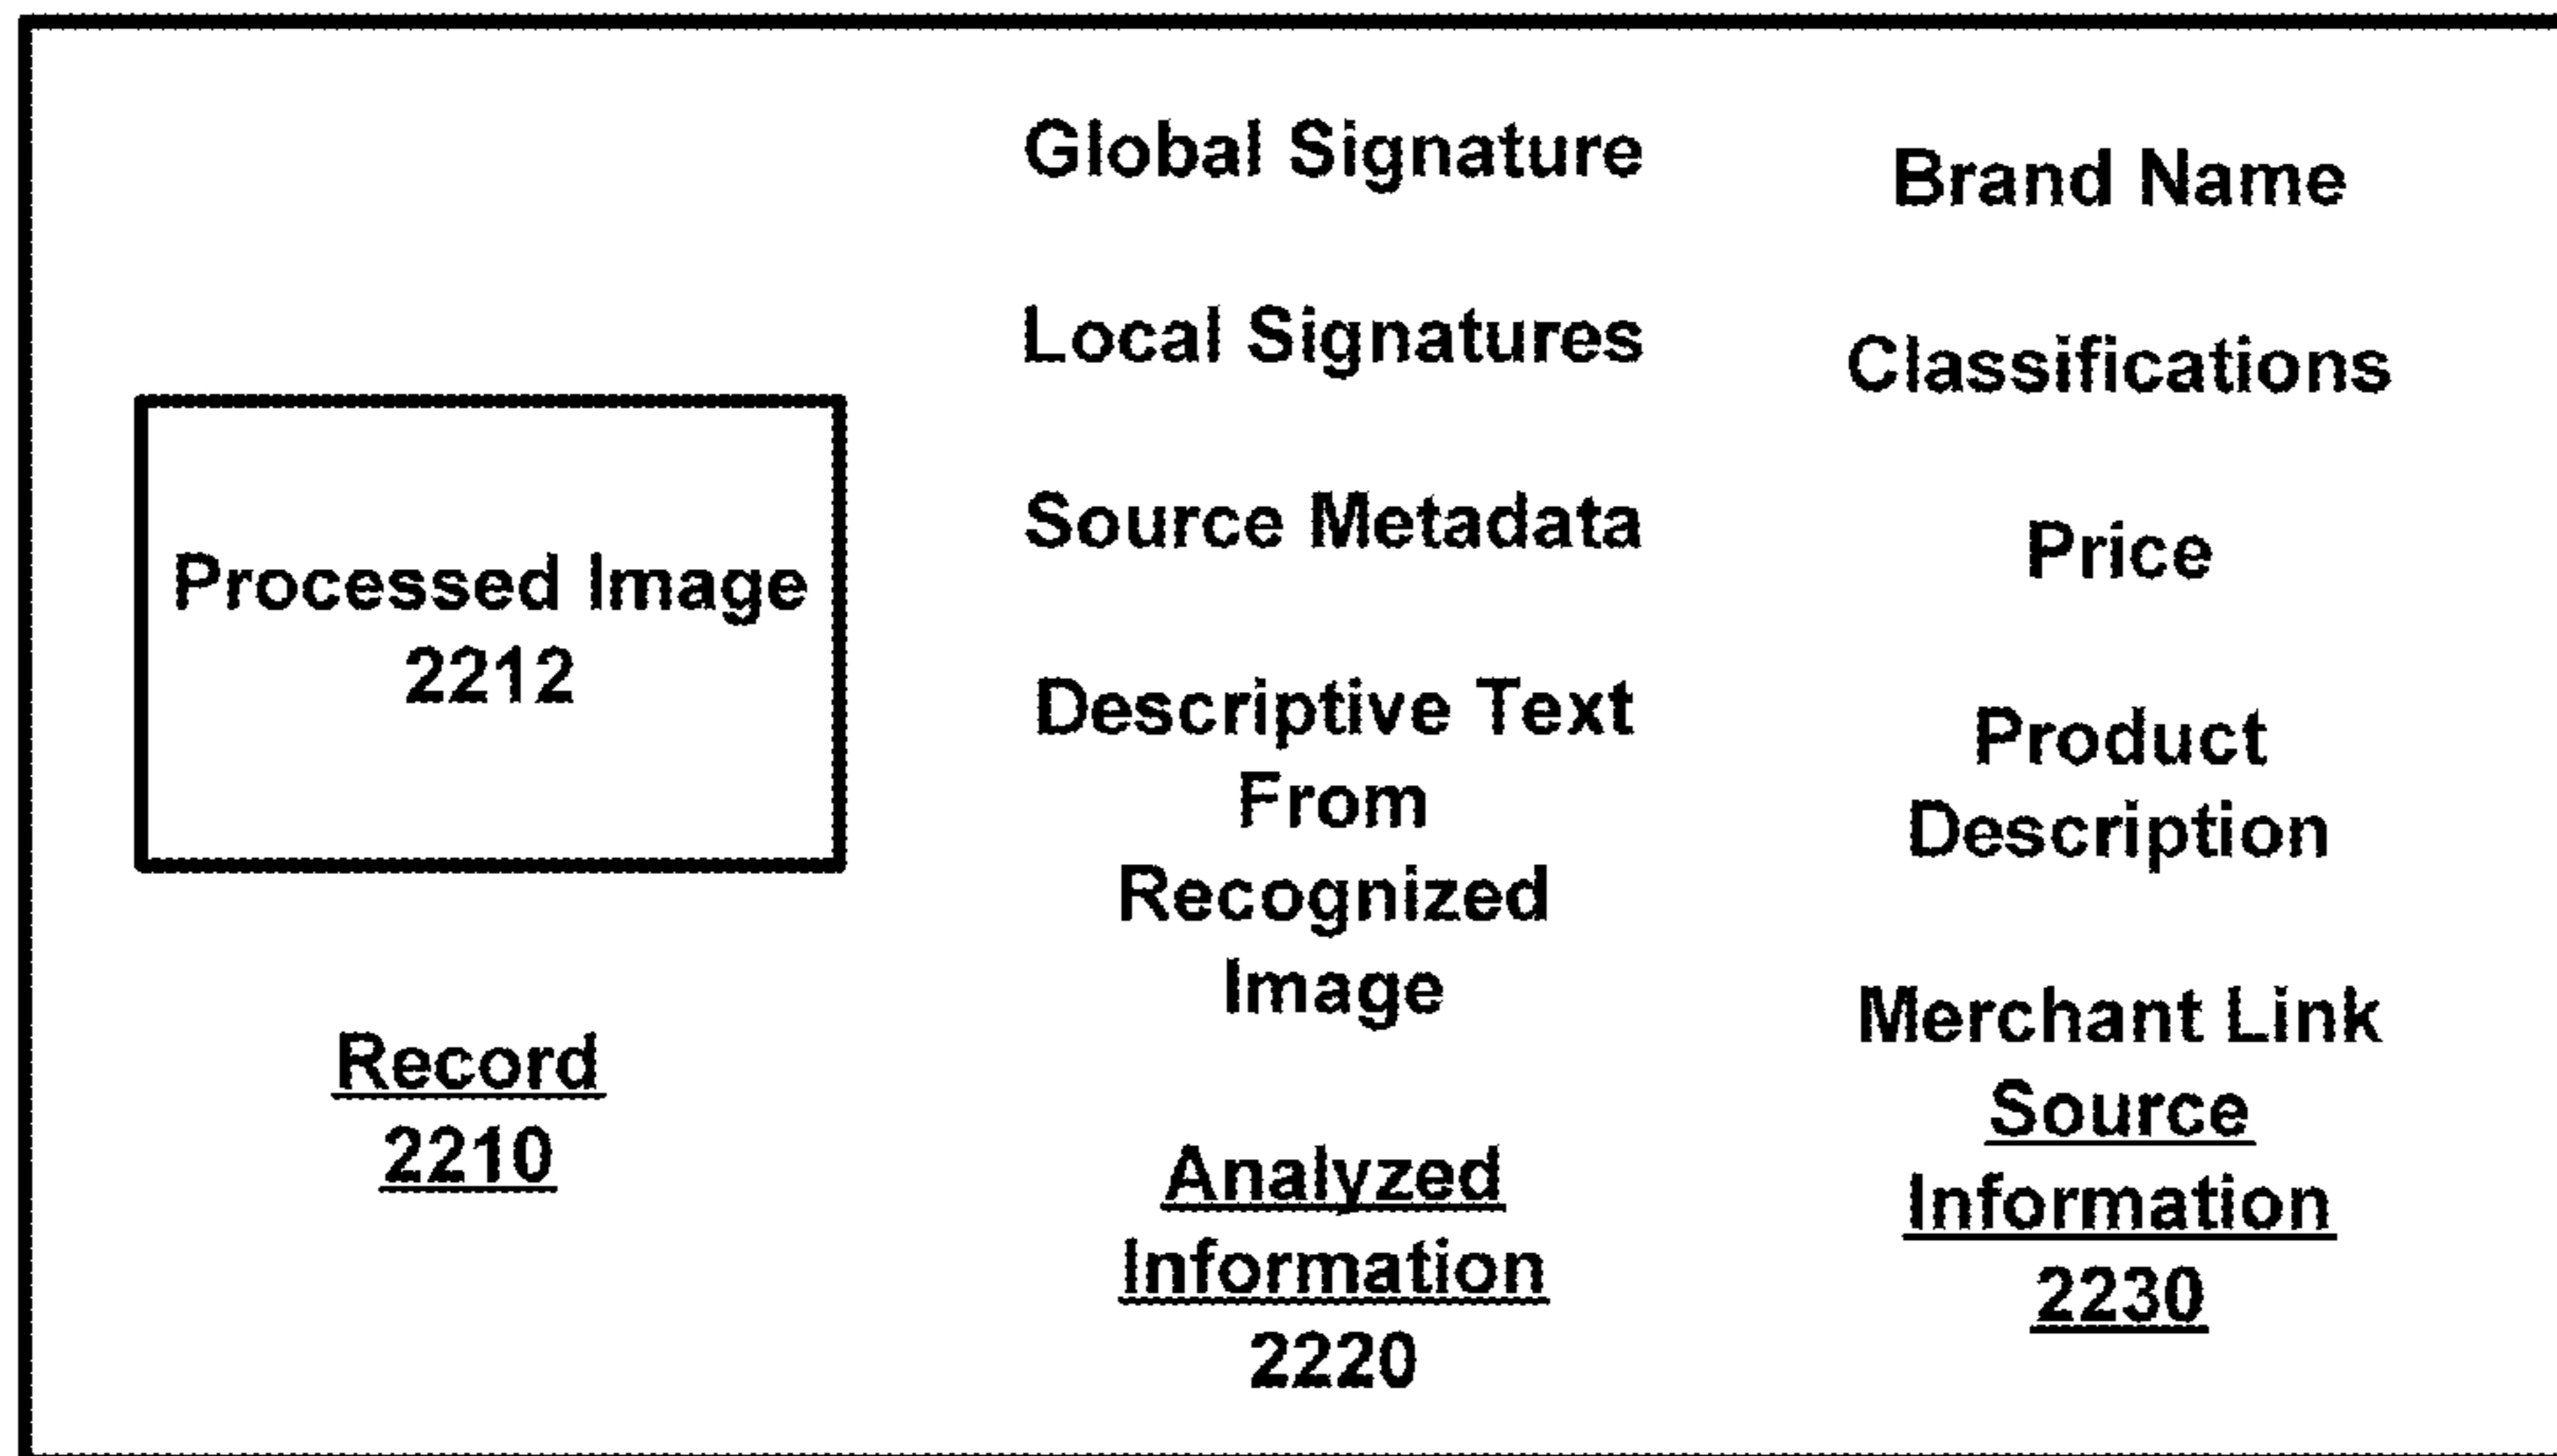 Processed Image
2212
Record
2210
Global Signature
Local Signatures
Source Metadata
Descriptive Text
From
Recognized
Image
Analyzed
Information
2220
Brand Name
Classifications
Price
Product
Description
Merchant Link
Source
Information
2230